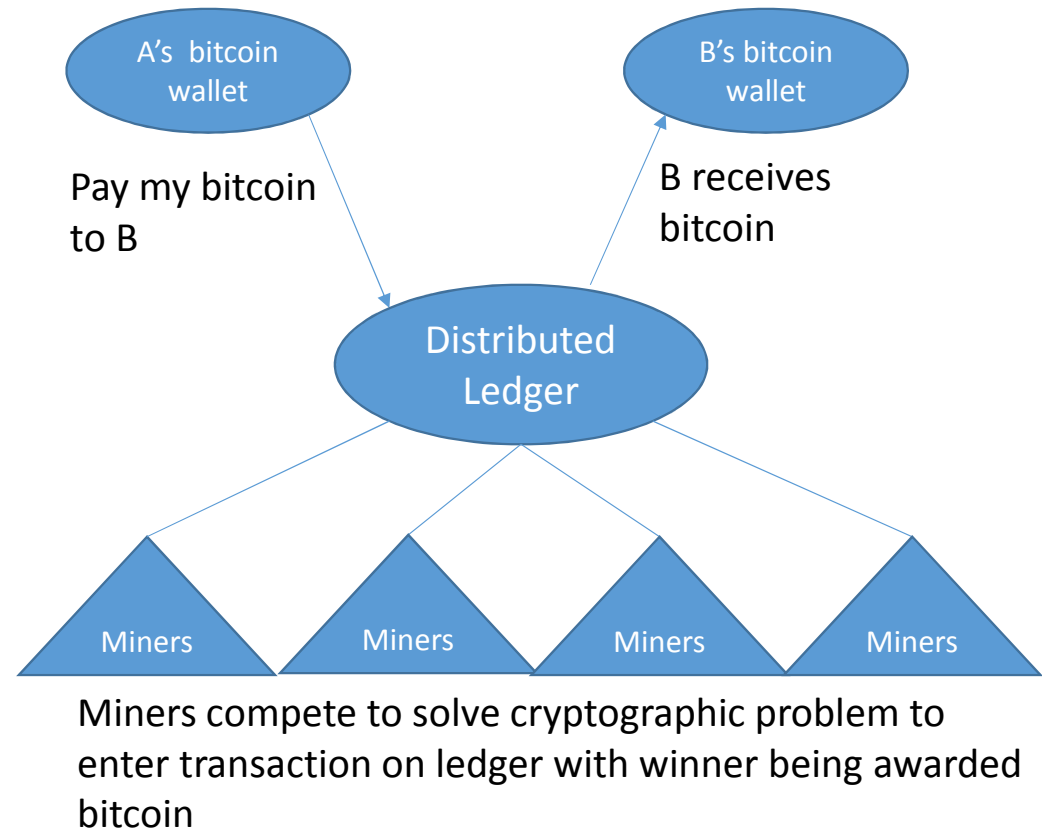 A's bitcoin
wallet
B's bitcoin
wallet
Pay my bitcoin
to B
B receives
bitcoin
Distributed
Ledger
Miners
Miners
Miners
Miners
Miners compete to solve cryptographic problem to
enter transaction on ledger with winner being awarded
bitcoin